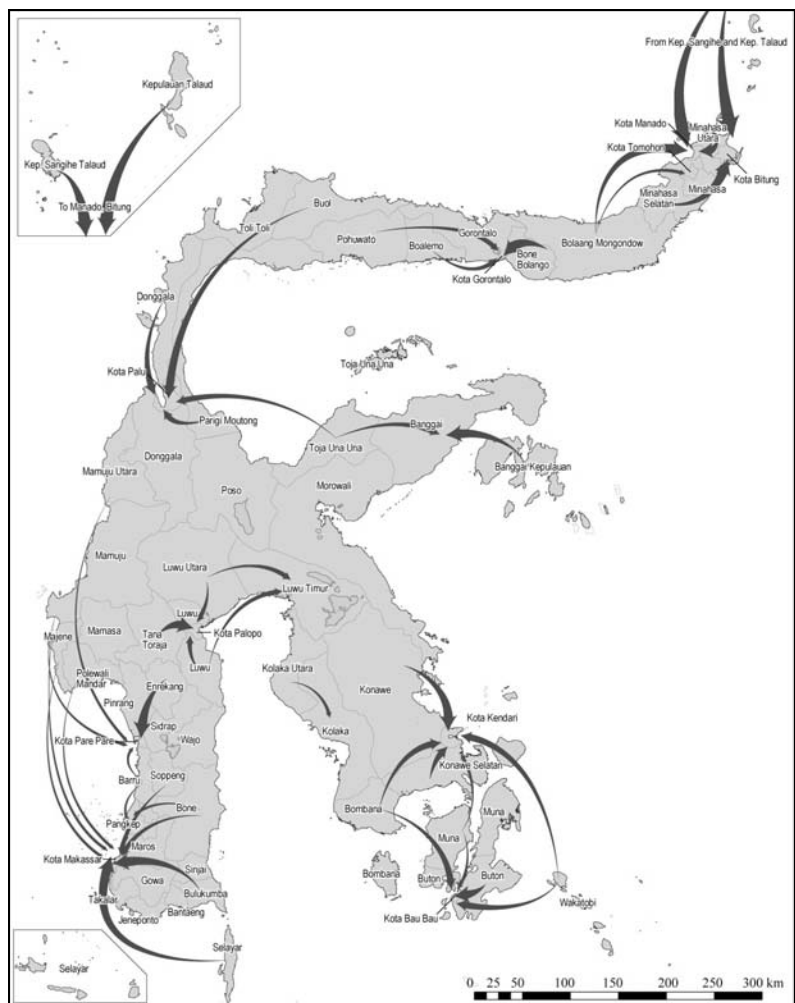 From Kep. Sangihe and Kep. Talaud
Kepulauan Talaud
Kep. Sangihe Talaud
To Manado, Bitung
Kota Manado
Minahasa
Utara
Kota Tomohon
Kota Bitung
Minahasa
Selatan
Minahasa
Buol
Toli Toli
Pohuwato
Gorontalo
Bolaang Mongondow
Boalemo
Bone
Bolango
Kota Gorontalo
Donggala
Toja Una Una
Kota Palu
Parigi Moutong
Banggai
Toja Una Una
Donggala
Banggai Kepulauan
Mamuju Utara
Poso
Morowali
Mamuju
Luwu Utara
Luwu Timur
Luwu
Majene
Mamasa
Tana
Toraja
Kota Palopo
Luwu
Kolaka Utara
Konawe
Polewali
Mandar
Enrekang
Pinrang
Sidrap
Kota Kendari
Kota Pare Pare
Wajo
Kolaka
Konawe Selatan
Barru
Soppeng
Bone
Bombana
Muna
Pangkep
Maros
Muna
Kota Makassar
Sinjai
Gowa
Bombana
Buton
Buton
Takalar
Bulukumba
Wakatobi
Bantaeng
Kota Bau Bau
Jeneponto
Selayar
Selayar
0 25 50 100 150 200 250 300 km